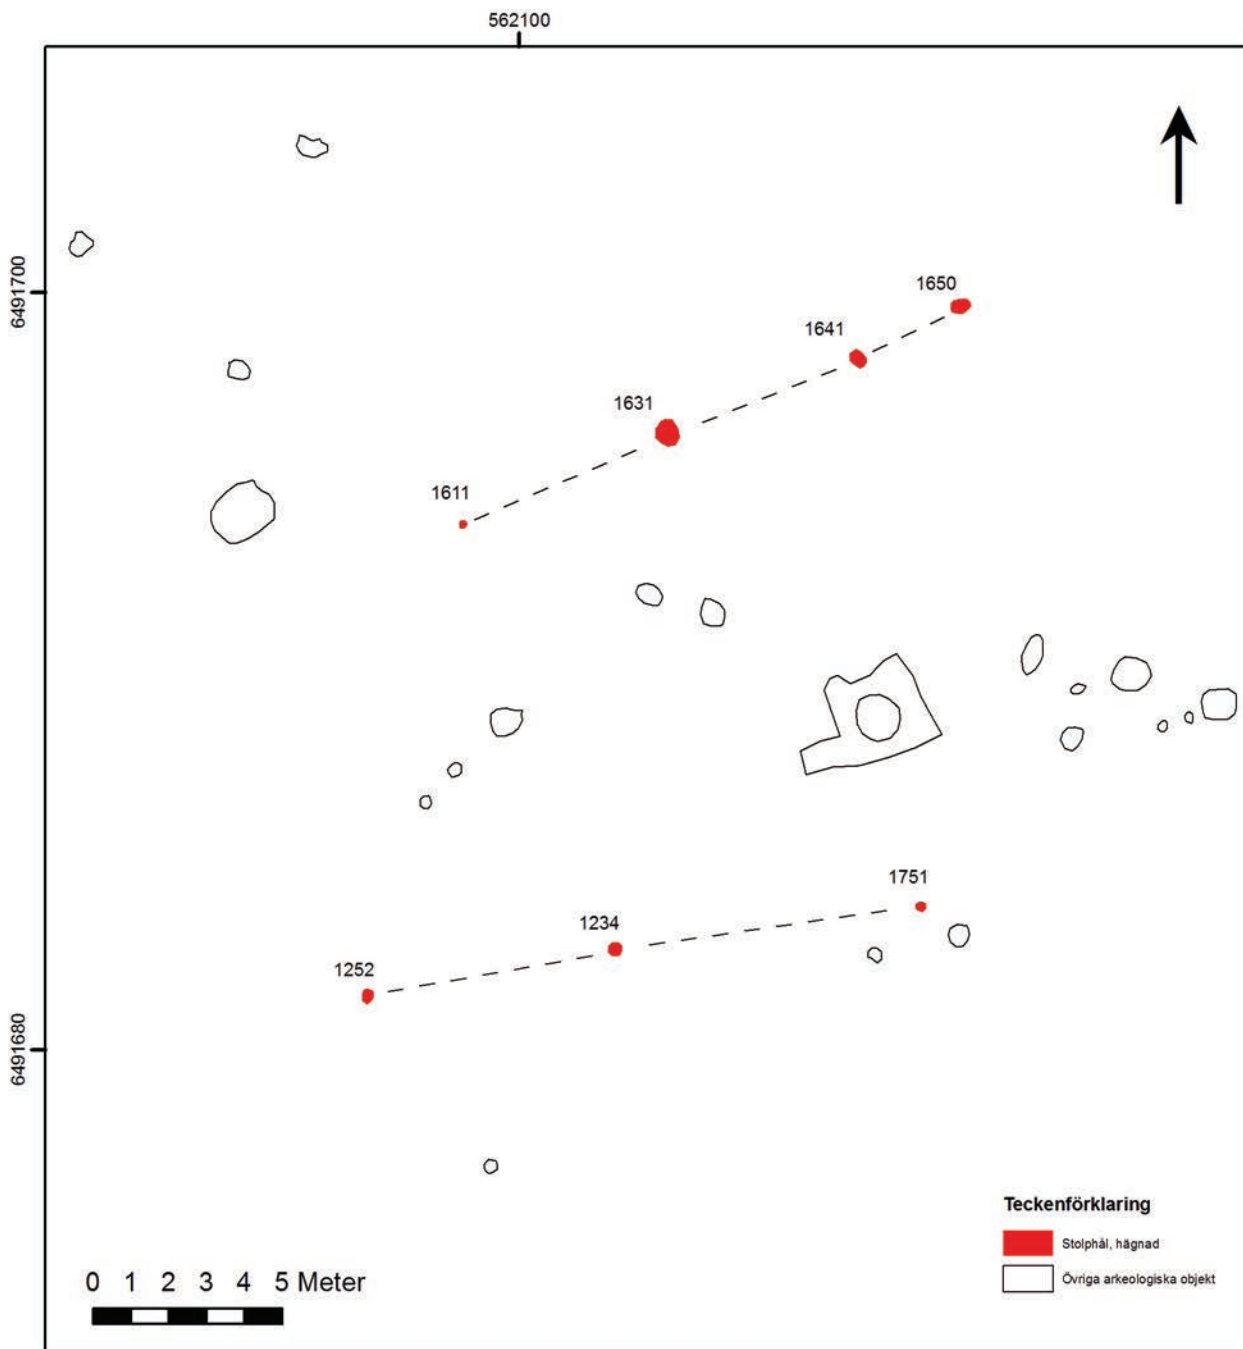 562100
6491700
1650
1641
1631
1611
1751
1234
1252
6491680
Teckenförklaring
Stolphål, hägnad
Övriga arkeologiska objekt
0 1 2 3 4 5 Meter